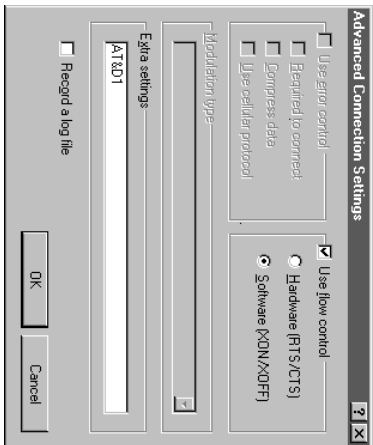 Advanced Connection Settings
Use error control
Required to connect
Compress data
Use cellular protocol
Use flow control
Hardware (RTS/CTS)
Software (XON/XOFF)
Modulation type
Extra settings
AT&D1
Record a log file
OK
Cancel